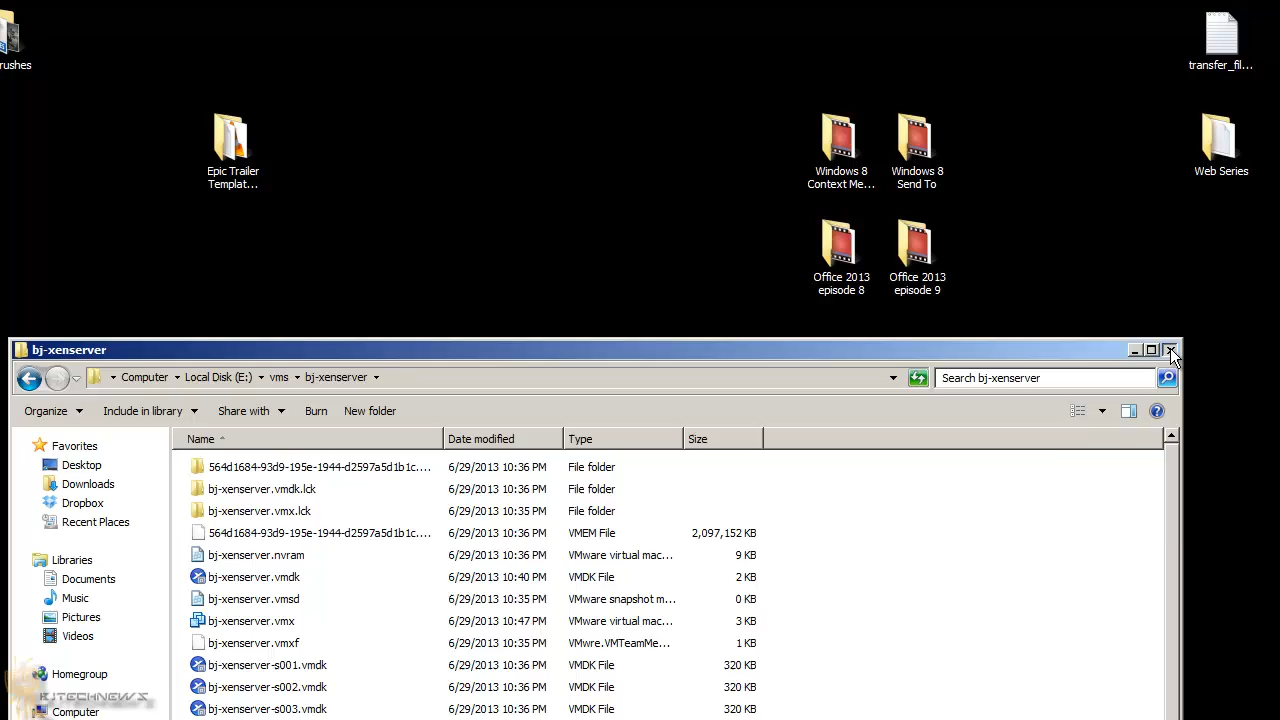 rushes
transfer_fil...
Epic Trailer
Templat...
Windows 8
Context Me...
Windows 8
Send To
Web Series
Office 2013
episode 8
Office 2013
episode 9
bj-xenserver
Computer Local Disk (E:) vms bj-xenserver
Search bj-xenserver
Organize Include in library Share with Burn New folder
Favorites
Desktop
Downloads
Dropbox
Recent Places
Libraries
Documents
Music
Pictures
Videos
Homegroup
Computer
Name Date modified Type Size
564d1684-93d9-195e-1944-d2597a5d1b1c.... 6/29/2013 10:36 PM File folder
bj-xenserver.vmdk.lck 6/29/2013 10:36 PM File folder
bj-xenserver.vmx.lck 6/29/2013 10:35 PM File folder
564d1684-93d9-195e-1944-d2597a5d1b1c.... 6/29/2013 10:36 PM VMEM File 2,097,152 KB
bj-xenserver.nvram 6/29/2013 10:36 PM VMware virtual mac... 9 KB
bj-xenserver.vmdk 6/29/2013 10:40 PM VMDK File 2 KB
bj-xenserver.vmsd 6/29/2013 10:35 PM VMware snapshot m... 0 KB
bj-xenserver.vmx 6/29/2013 10:47 PM VMware virtual mac... 3 KB
bj-xenserver.vmxf 6/29/2013 10:35 PM VMwre.VMTeamMe... 1 KB
bj-xenserver-s001.vmdk 6/29/2013 10:36 PM VMDK File 320 KB
bj-xenserver-s002.vmdk 6/29/2013 10:36 PM VMDK File 320 KB
bj-xenserver-s003.vmdk 6/29/2013 10:36 PM VMDK File 320 KB
BJTECHNEWS